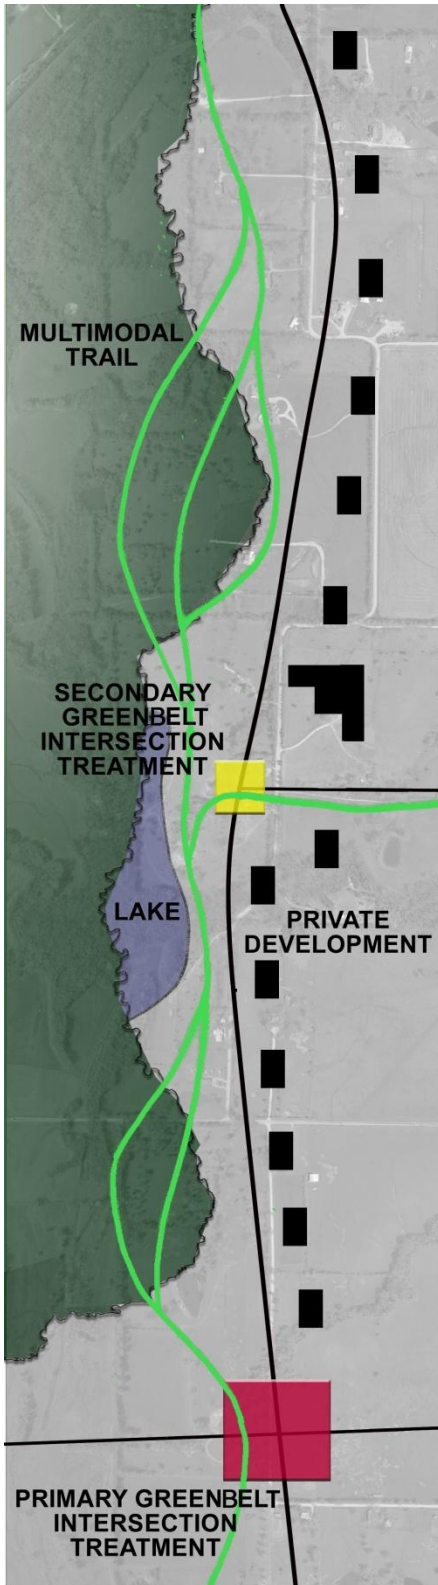 MULTIMODAL
TRAIL
SECONDARY
GREENBELT
INTERSECTION
TREATMENT
LAKE
PRIVATE
DEVELOPMENT
PRIMARY GREENBELT
INTERSECTION
TREATMENT